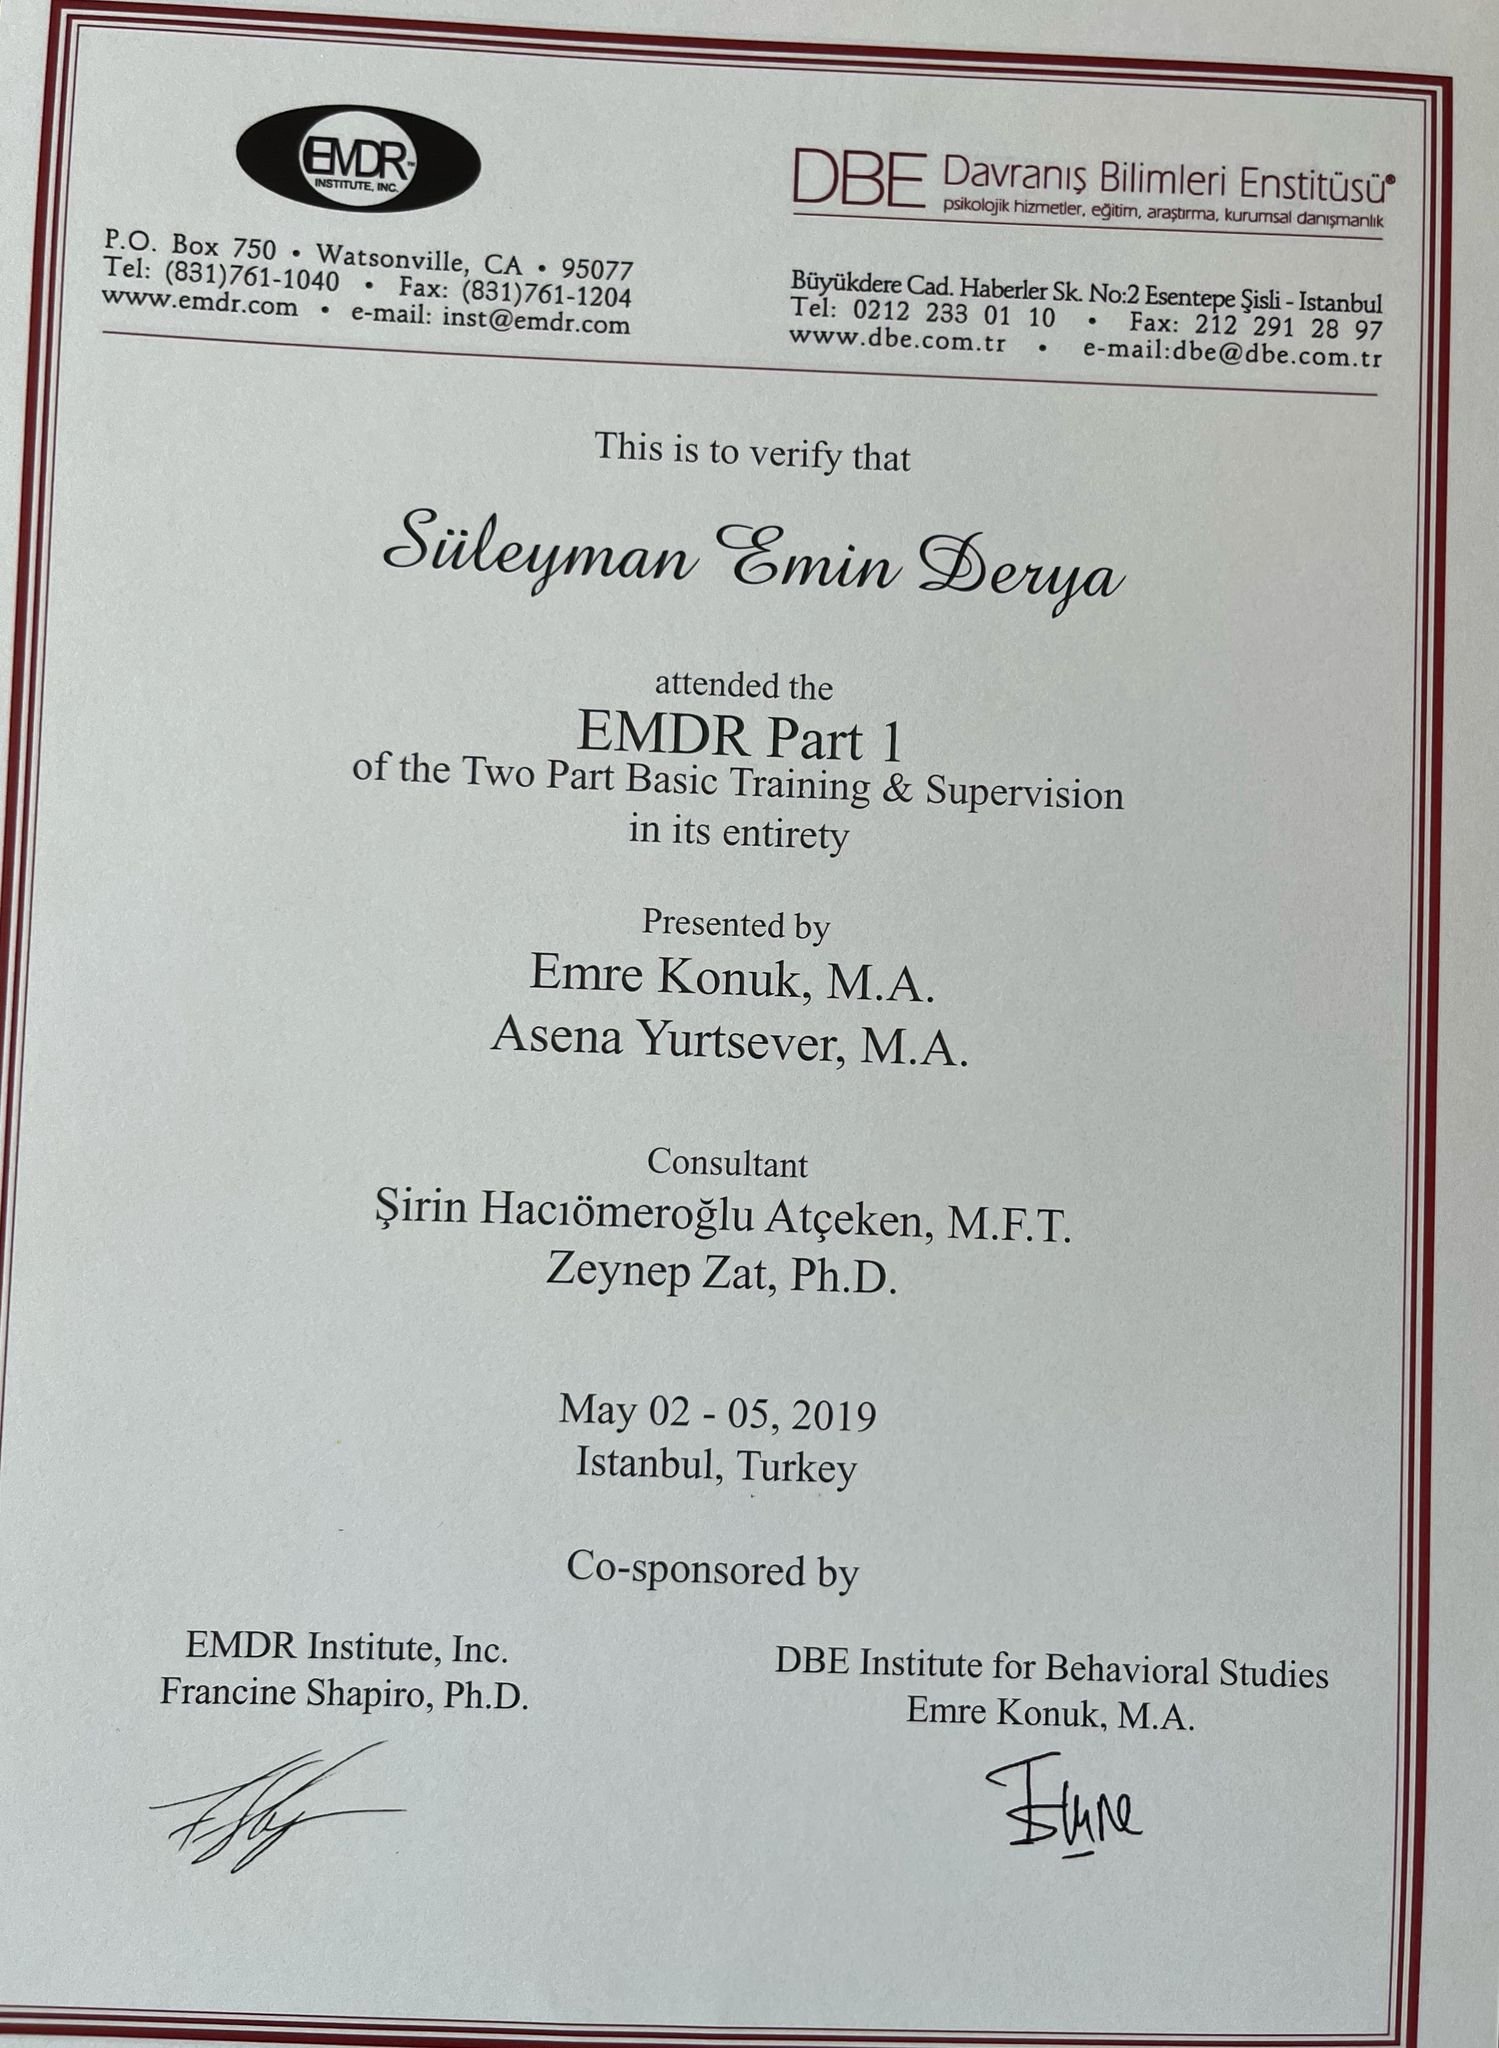 EMDR™
INSTITUTE, INC.
P.O. Box 750 • Watsonville, CA • 95077
Tel: (831)761-1040 • Fax: (831)761-1204
www.emdr.com • e-mail: inst@emdr.com
DBE Davranış Bilimleri Enstitüsü®
psikolojik hizmetler, eğitim, araştırma, kurumsal danışmanlık
Büyükdere Cad. Haberler Sk. No:2 Esentepe Şişli - Istanbul
Tel: 0212 233 01 10 • Fax: 212 291 28 97
www.dbe.com.tr • e-mail:dbe@dbe.com.tr
This is to verify that
Süleyman Emin Derya
attended the
EMDR Part 1
of the Two Part Basic Training & Supervision
in its entirety
Presented by
Emre Konuk, M.A.
Asena Yurtsever, M.A.
Consultant
Şirin Hacıömeroğlu Atçeken, M.F.T.
Zeynep Zat, Ph.D.
May 02 - 05, 2019
Istanbul, Turkey
Co-sponsored by
EMDR Institute, Inc.
Francine Shapiro, Ph.D.
DBE Institute for Behavioral Studies
Emre Konuk, M.A.